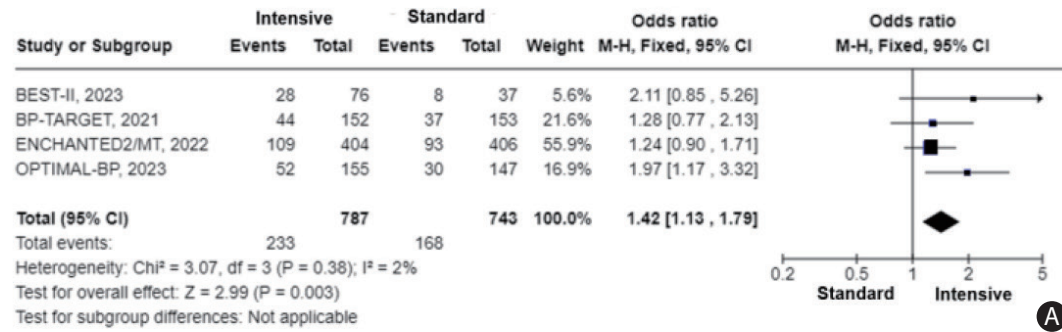 Intensive Standard Odds ratio Odds ratio
Study or Subgroup Events Total Events Total Weight M-H, Fixed, 95% CI M-H, Fixed, 95% CI
BEST-II, 2023 28 76 8 37 5.6% 2.11 [0.85 , 5.26]
BP-TARGET, 2021 44 152 37 153 21.6% 1.28 [0.77 , 2.13]
ENCHANTED2/MT, 2022 109 404 93 406 55.9% 1.24 [0.90 , 1.71]
OPTIMAL-BP, 2023 52 155 30 147 16.9% 1.97 [1.17 , 3.32]
Total (95% CI) 787 743 100.0% 1.42 [1.13 , 1.79]
Total events: 233 168
Heterogeneity: Chi² = 3.07, df = 3 (P = 0.38); I² = 2%
Test for overall effect: Z = 2.99 (P = 0.003)
Test for subgroup differences: Not applicable
0.2 0.5 1 2 5
Standard Intensive
A